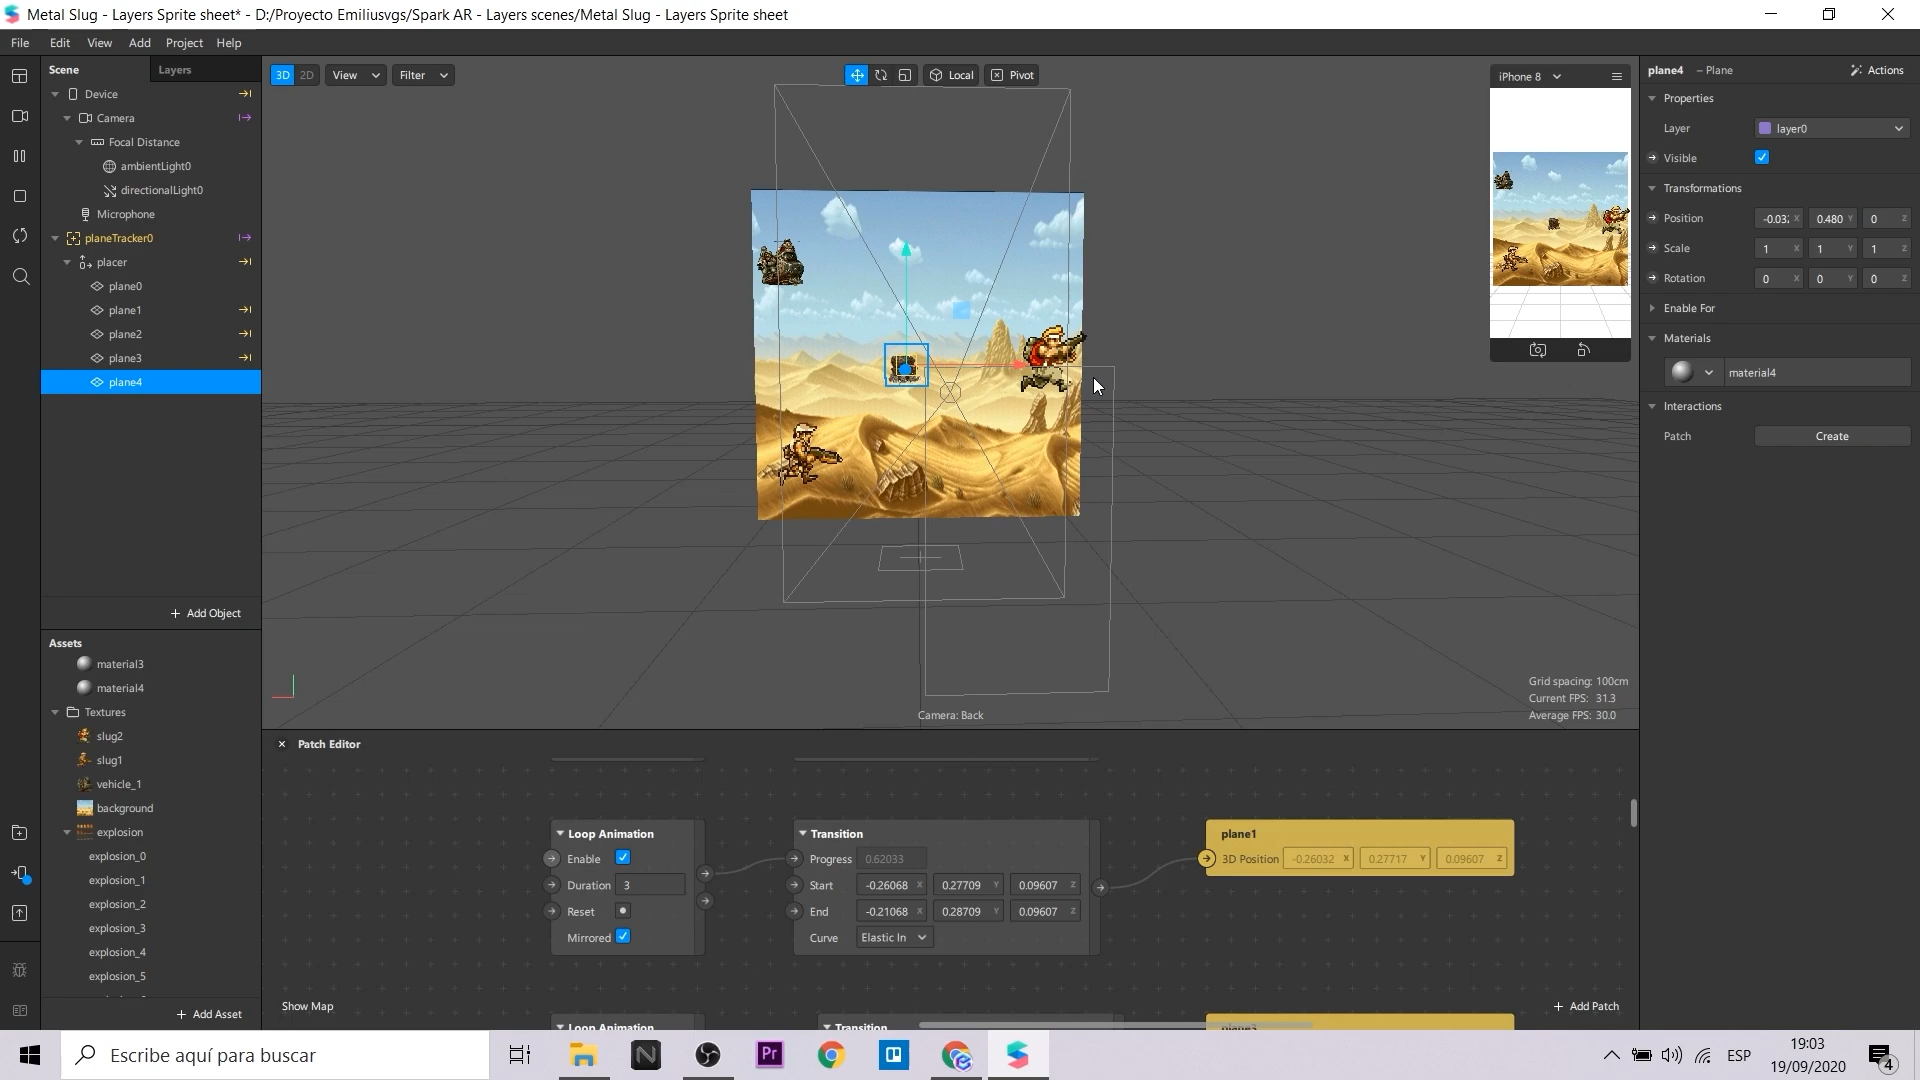 Metal Slug - Layers Sprite sheet* - D:/Proyecto Emiliusvgs/Spark AR - Layers scenes/Metal Slug - Layers Sprite sheet
File Edit View Add Project Help
Scene Layers
Device
Camera
Focal Distance
ambientLight0
directionalLight0
Microphone
planeTracker0
placer
plane0
plane1
plane2
plane3
plane4
+ Add Object
Assets
material3
material4
Textures
slug2
slug1
vehicle_1
background
explosion
explosion_0
explosion_1
explosion_2
explosion_3
explosion_4
explosion_5
+ Add Asset
3D 2D View Filter Local Pivot
iPhone 8
Grid spacing: 100cm
Current FPS: 31.3
Average FPS: 30.0
Camera: Back
Patch Editor
Loop Animation
Enable
Duration 3
Reset
Mirrored
Transition
Progress 0.62033
Start -0.26068 X 0.27709 Y 0.09607 Z
End -0.21068 X 0.28709 Y 0.09607 Z
Curve Elastic In
plane1
3D Position -0.26032 X 0.27717 Y 0.09607 Z
Show Map
+ Add Patch
Loop Animation
Transition
plane4 – Plane Actions
Properties
Layer layer0
Visible
Transformations
Position -0.03 X 0.480 Y 0 Z
Scale 1 X 1 Y 1 Z
Rotation 0 X 0 Y 0 Z
Enable For
Materials
material4
Interactions
Patch Create
Escribe aquí para buscar
Pr
ESP
19:03
19/09/2020
4